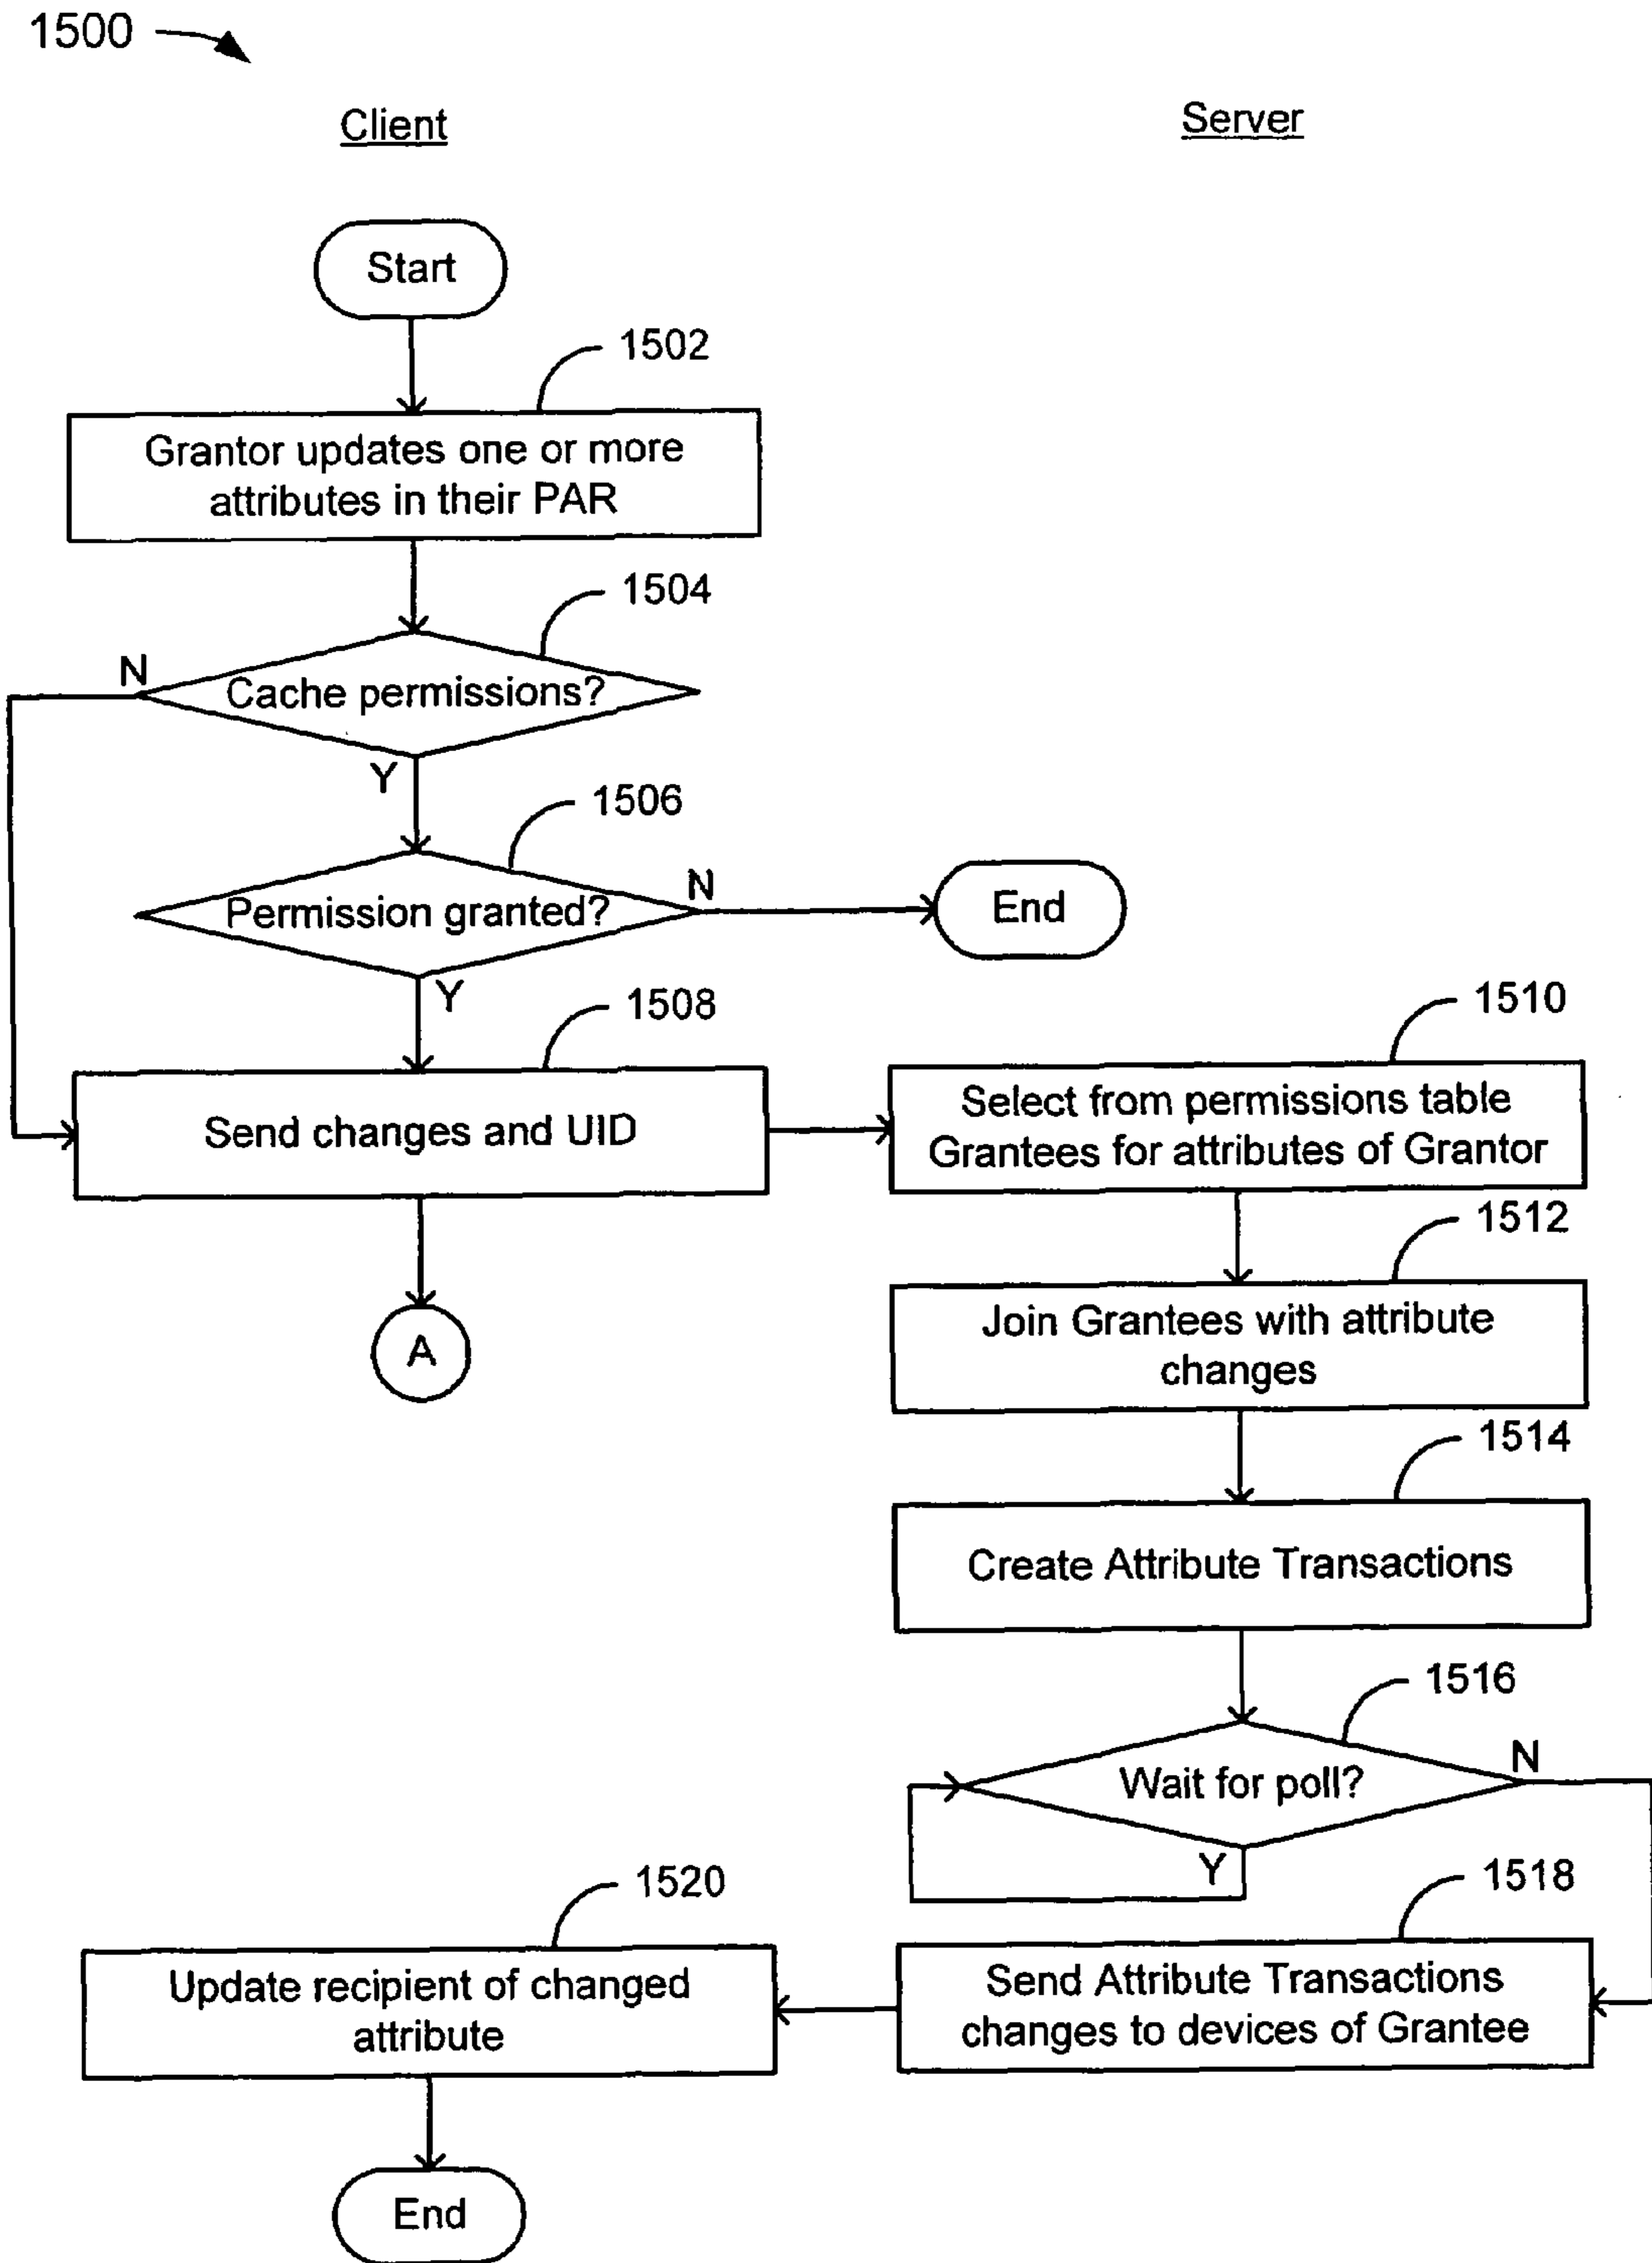 1500
Client
Server
Start
1502
Grantor updates one or more
attributes in their PAR
1504
N
Cache permissions?
Y
1506
N
Permission granted?
End
Y
1508
1510
Send changes and UID
Select from permissions table
Grantees for attributes of Grantor
1512
A
Join Grantees with attribute
changes
1514
Create Attribute Transactions
1516
N
Wait for poll?
Y
1520
1518
Update recipient of changed
attribute
Send Attribute Transactions
changes to devices of Grantee
End